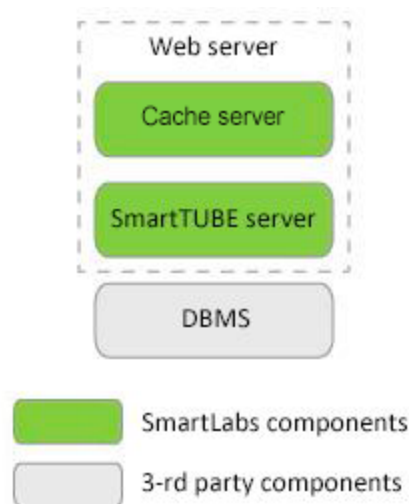 Web server
Cache server
SmartTUBE server
DBMS
SmartLabs components
3-rd party components